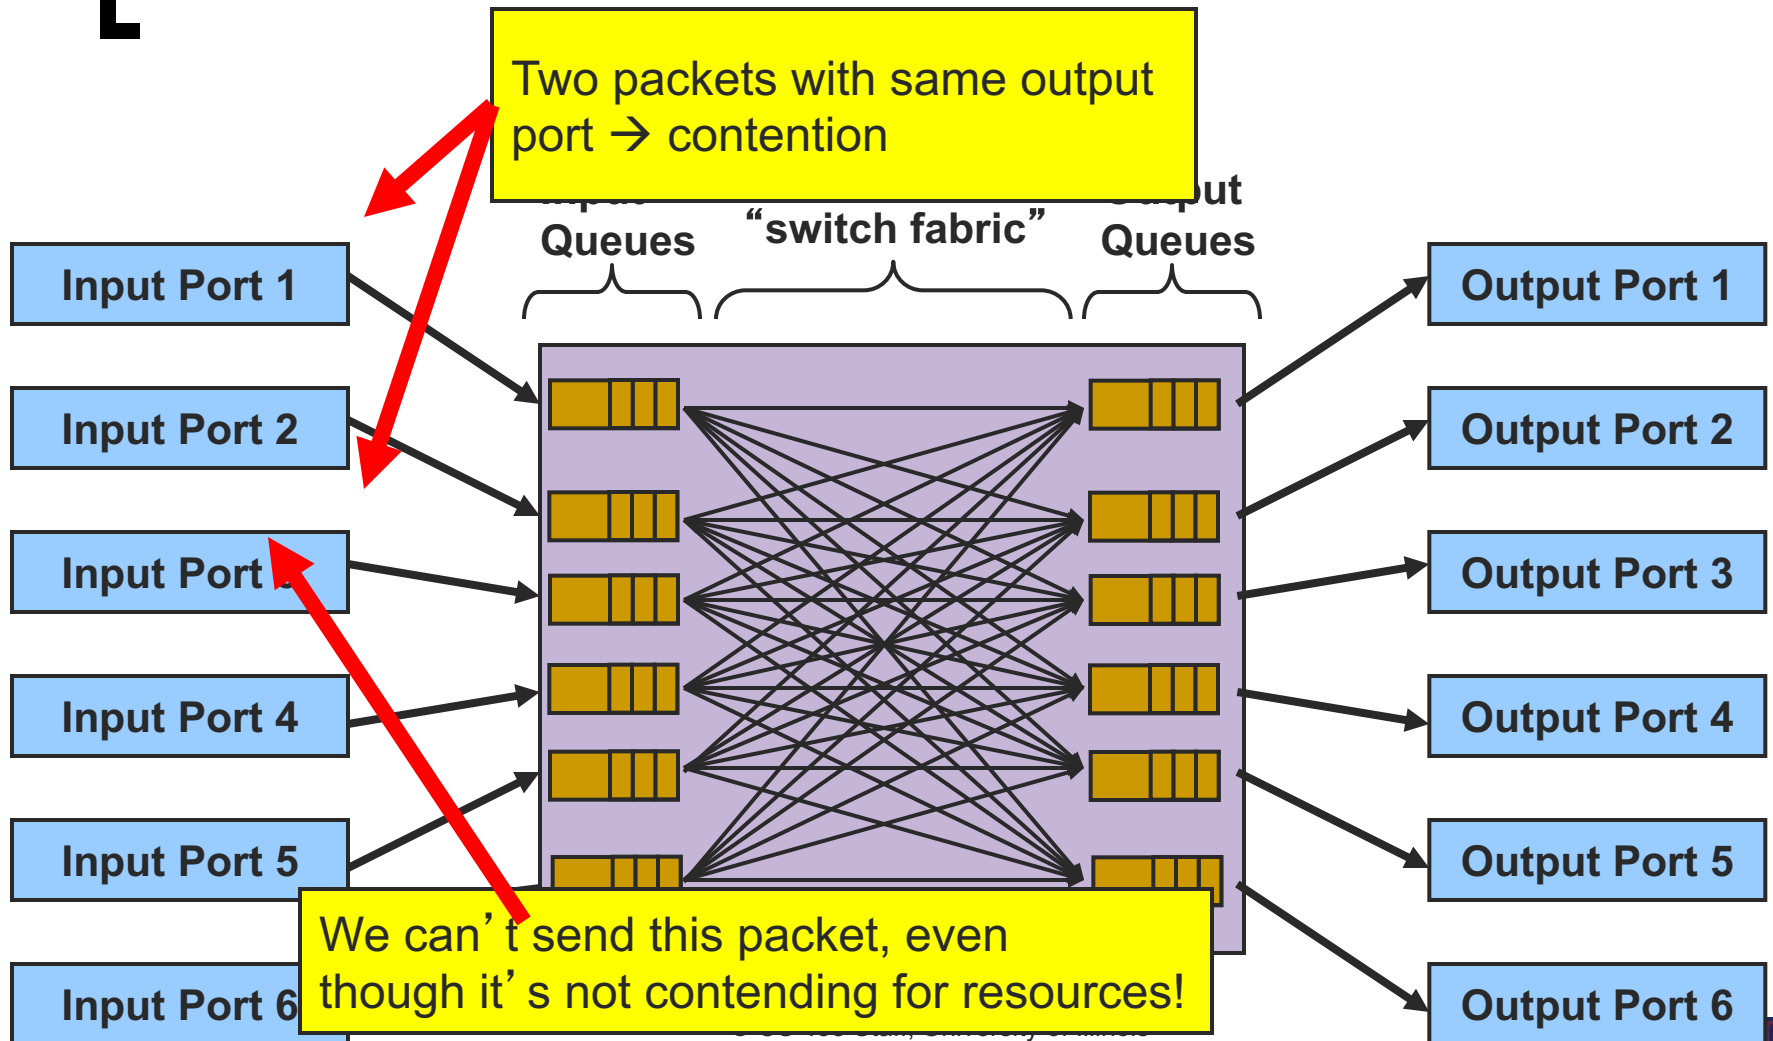 Two packets with same output
port → contention
Queues
“switch fabric”
Queues
Input Port 1
Input Port 2
Input Port
Input Port 4
Input Port 5
Input Port 6
Output Port 1
Output Port 2
Output Port 3
Output Port 4
Output Port 5
Output Port 6
We can’t send this packet, even
though it’s not contending for resources!